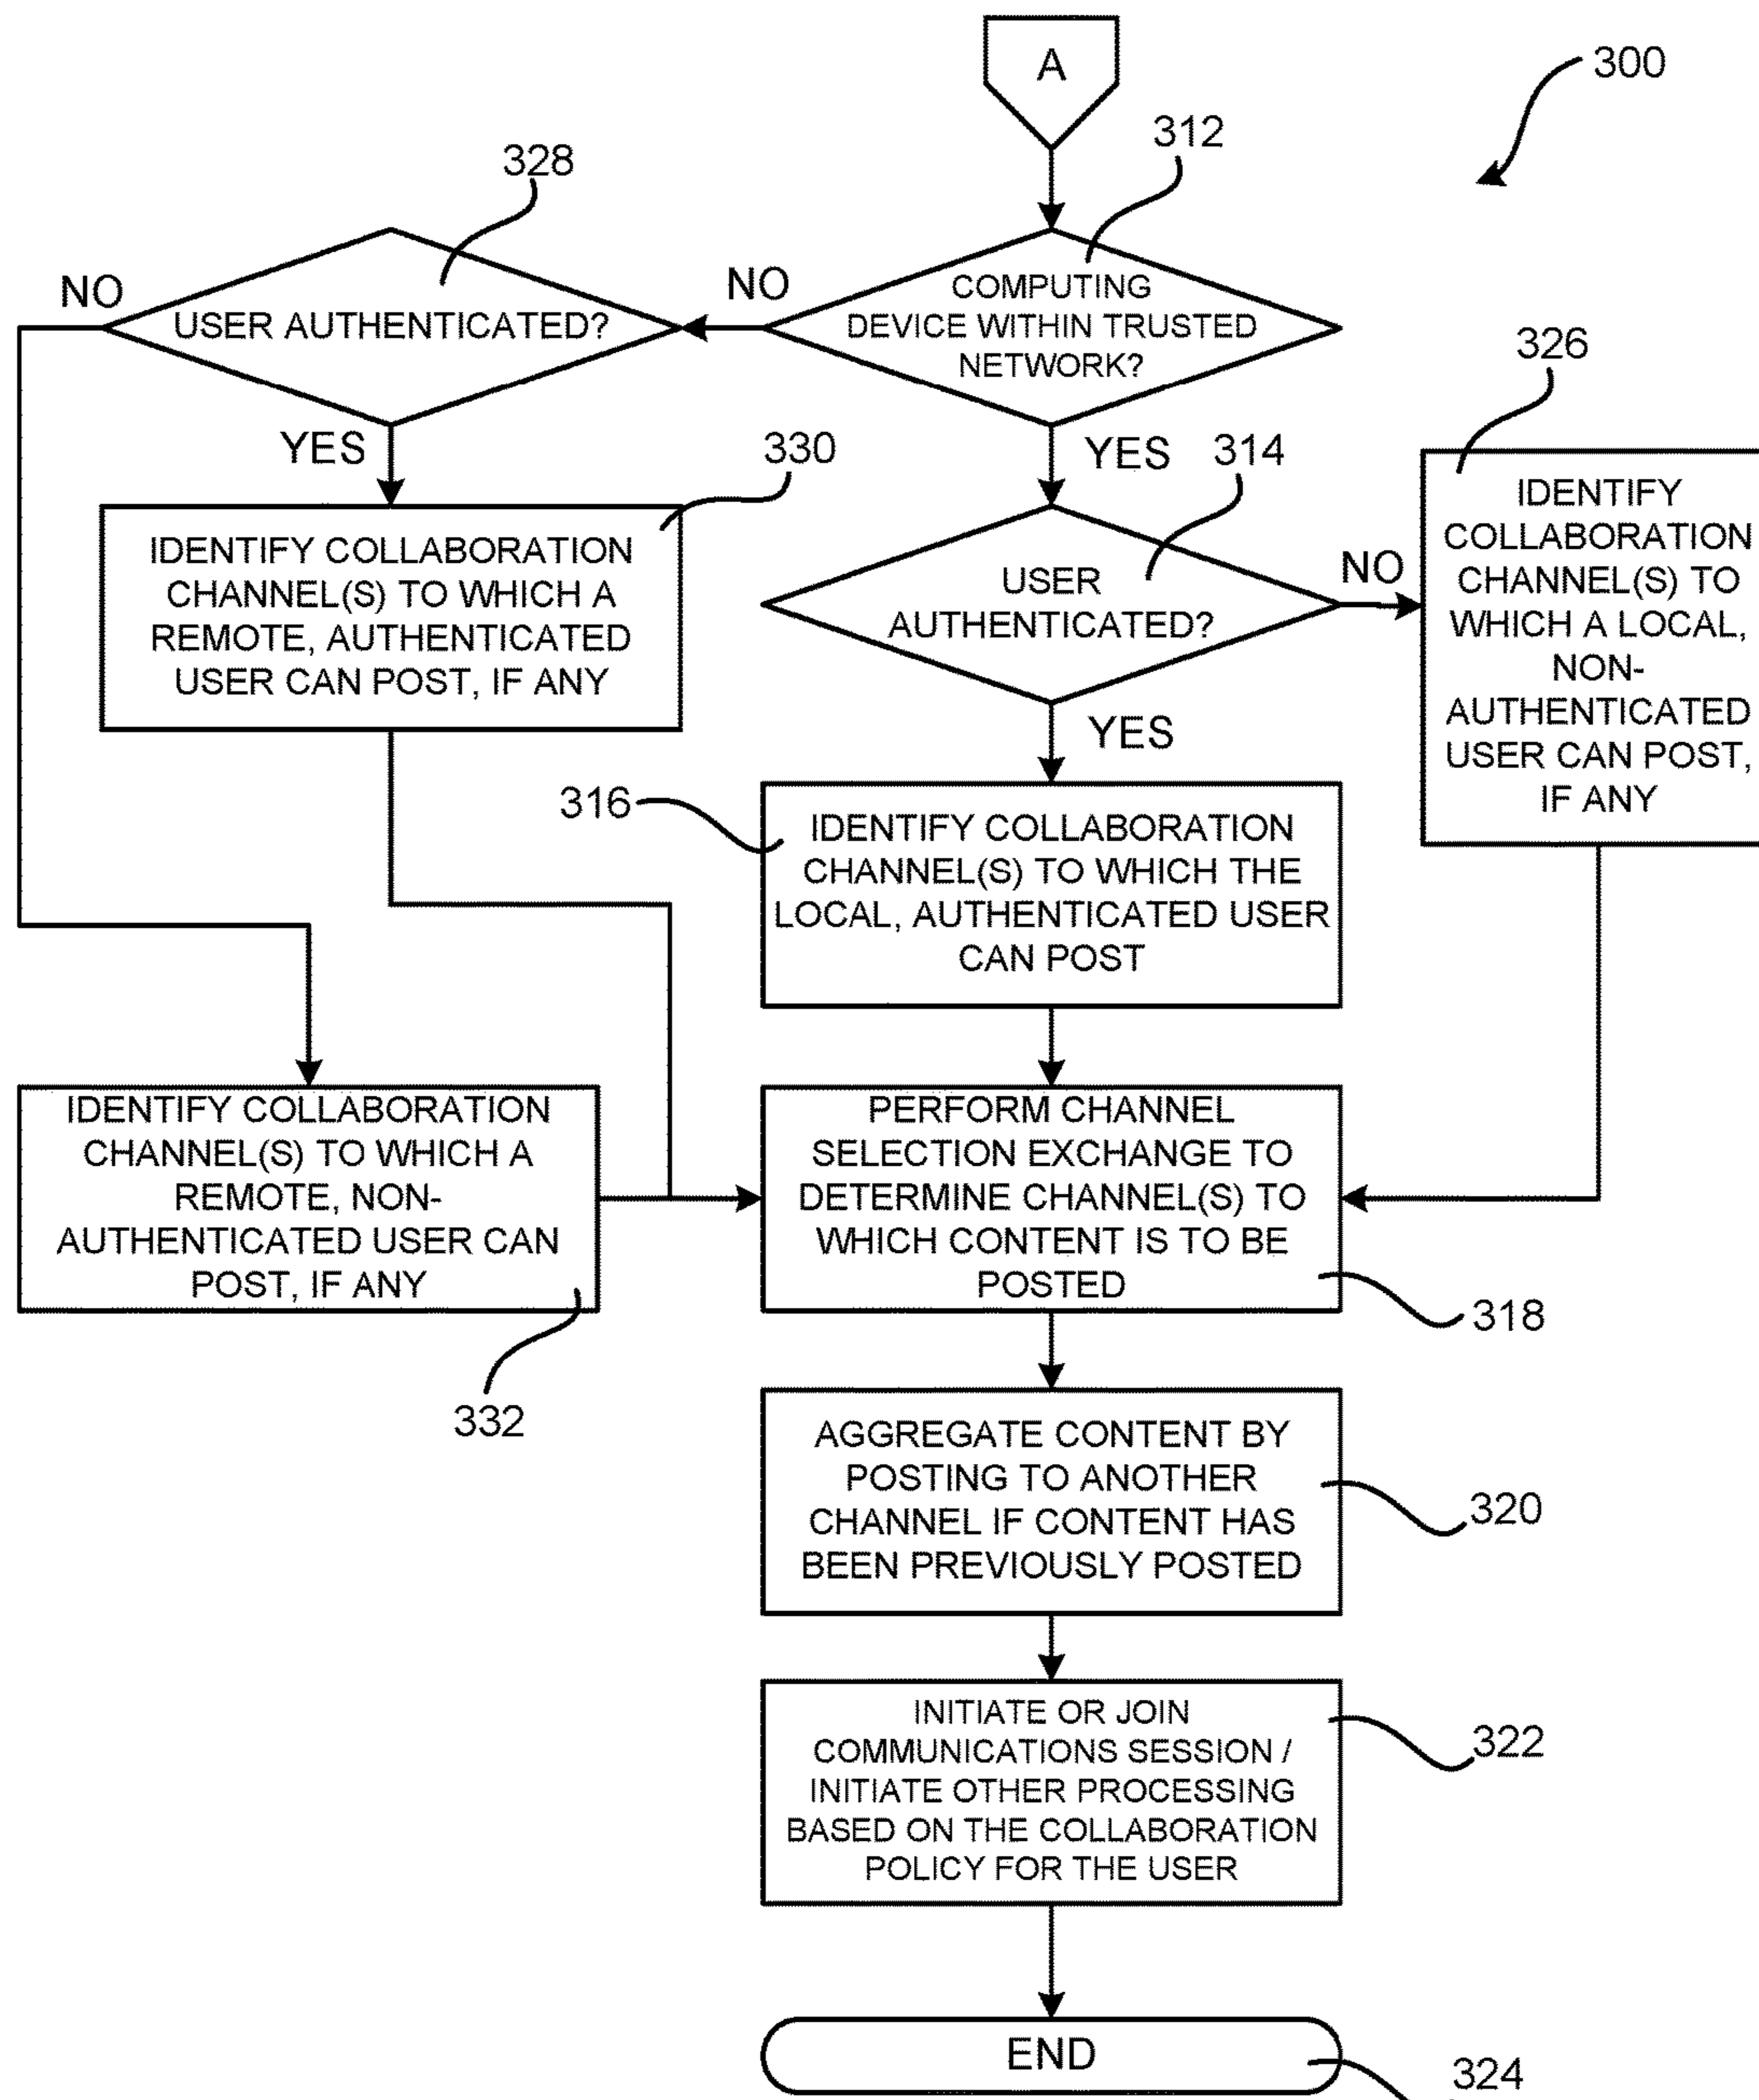 A
300
312
328
NO
NO
COMPUTING
DEVICE WITHIN TRUSTED
NETWORK?
USER AUTHENTICATED?
326
YES
330
YES
314
IDENTIFY
COLLABORATION
CHANNEL(S) TO
WHICH A LOCAL,
NON-
AUTHENTICATED
USER CAN POST,
IF ANY
IDENTIFY COLLABORATION
CHANNEL(S) TO WHICH A
REMOTE, AUTHENTICATED
USER CAN POST, IF ANY
USER
AUTHENTICATED?
NO
YES
316
IDENTIFY COLLABORATION
CHANNEL(S) TO WHICH THE
LOCAL, AUTHENTICATED USER
CAN POST
IDENTIFY COLLABORATION
CHANNEL(S) TO WHICH A
REMOTE, NON-
AUTHENTICATED USER CAN
POST, IF ANY
PERFORM CHANNEL
SELECTION EXCHANGE TO
DETERMINE CHANNEL(S) TO
WHICH CONTENT IS TO BE
POSTED
318
332
AGGREGATE CONTENT BY
POSTING TO ANOTHER
CHANNEL IF CONTENT HAS
BEEN PREVIOUSLY POSTED
320
INITIATE OR JOIN
COMMUNICATIONS SESSION /
INITIATE OTHER PROCESSING
BASED ON THE COLLABORATION
POLICY FOR THE USER
322
END
324